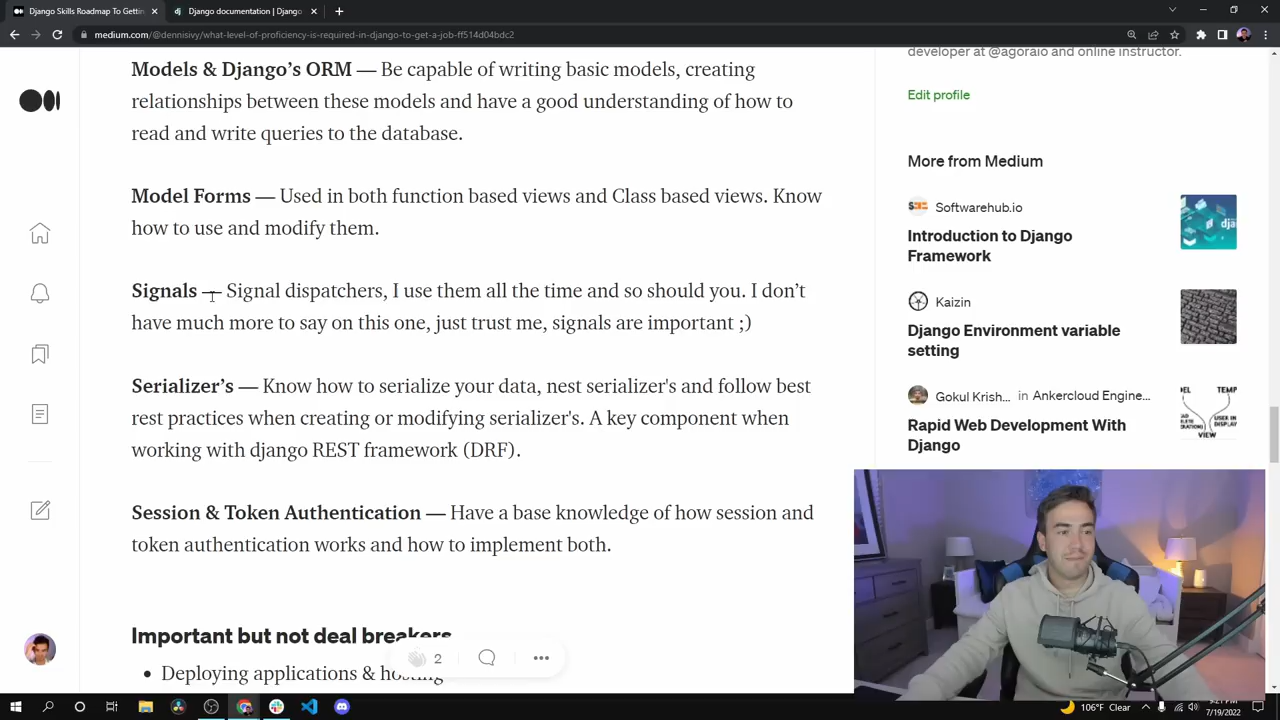 Django Skills Roadmap To Gettin
Django documentation | Django
medium.com/@dennisivy/what-level-of-proficiency-is-required-in-django-to-get-a-job-ff514d04bdc2
Models & Django’s ORM — Be capable of writing basic models, creating
relationships between these models and have a good understanding of how to
read and write queries to the database.
Model Forms — Used in both function based views and Class based views. Know
how to use and modify them.
Signals — Signal dispatchers, I use them all the time and so should you. I don’t
have much more to say on this one, just trust me, signals are important ;)
Serializer’s — Know how to serialize your data, nest serializer's and follow best
rest practices when creating or modifying serializer's. A key component when
working with django REST framework (DRF).
Session & Token Authentication — Have a base knowledge of how session and
token authentication works and how to implement both.
Important but not deal breakers
Deploying applications & hosting
2
developer at @agoraio and online instructor.
Edit profile
More from Medium
Softwarehub.io
Introduction to Django
Framework
Kaizin
Django Environment variable
setting
Gokul Krish... in Ankercloud Engine...
Rapid Web Development With
Django
VIEW
106°F Clear
9:21 PM
7/19/2022